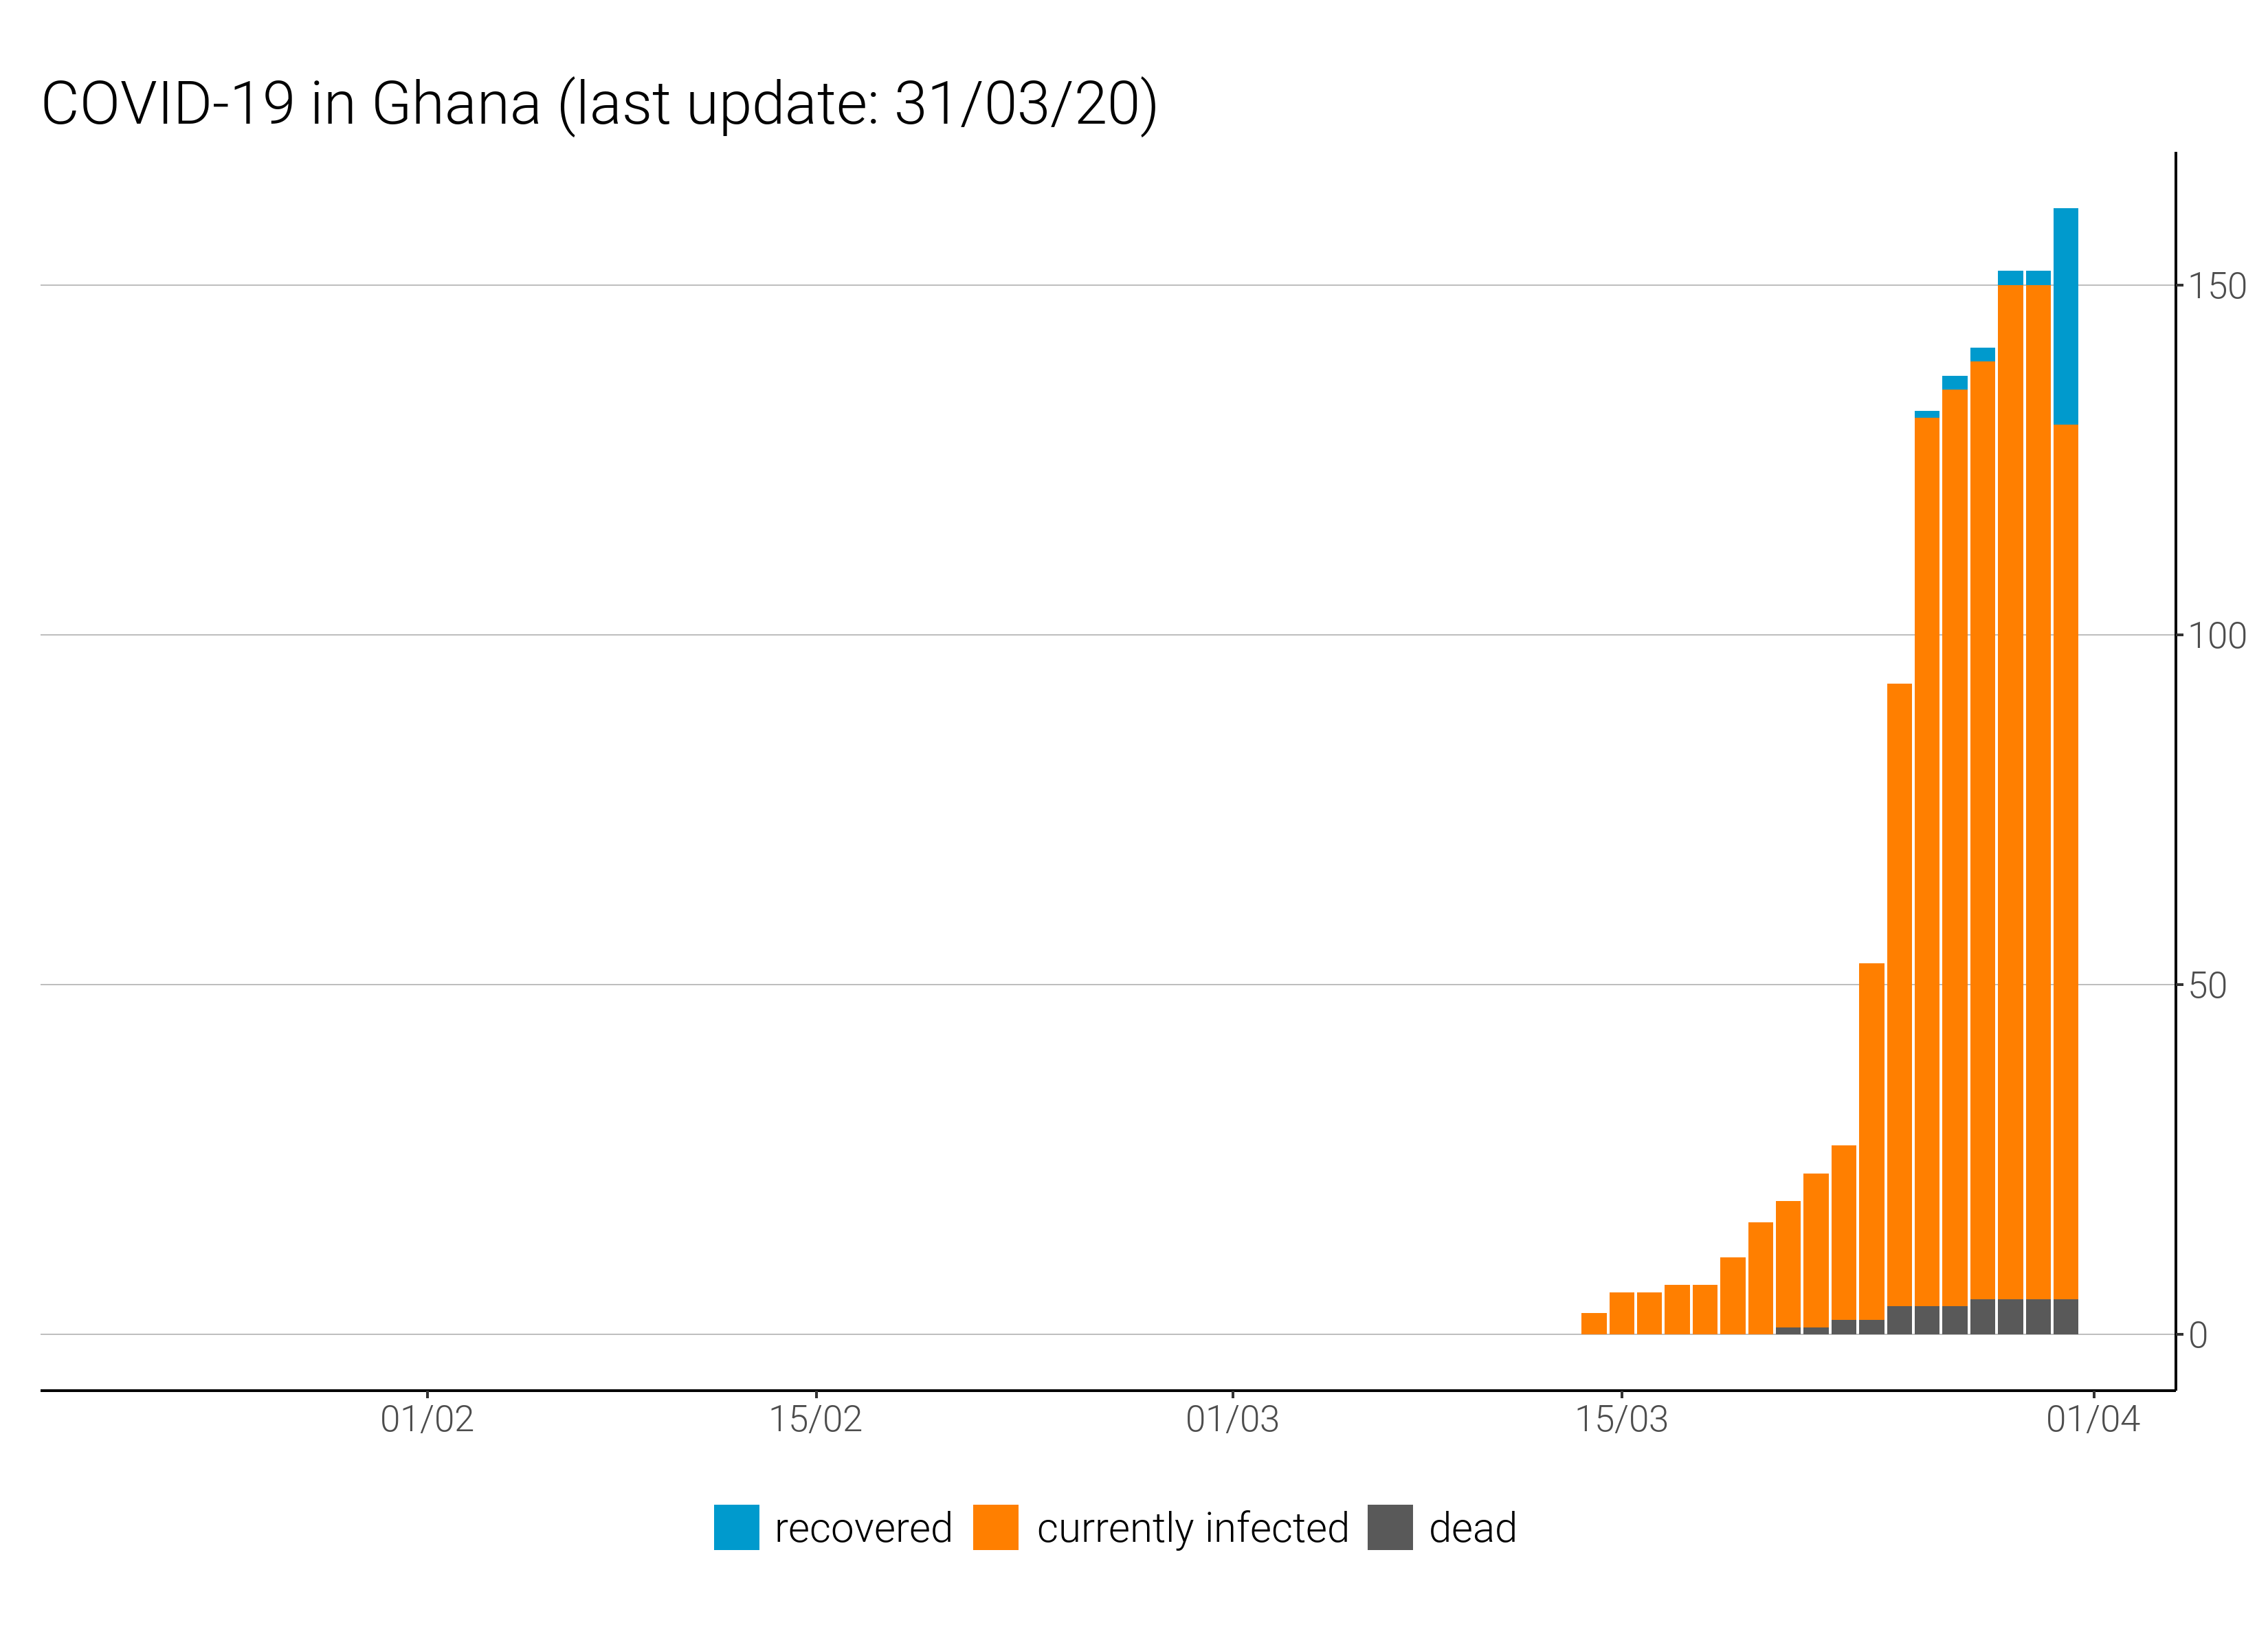 COVID-19 in Ghana (last update: 31/03/20)
150
100
50
0
01/02 15/02 01/03 15/03 01/04
recovered currently infected dead